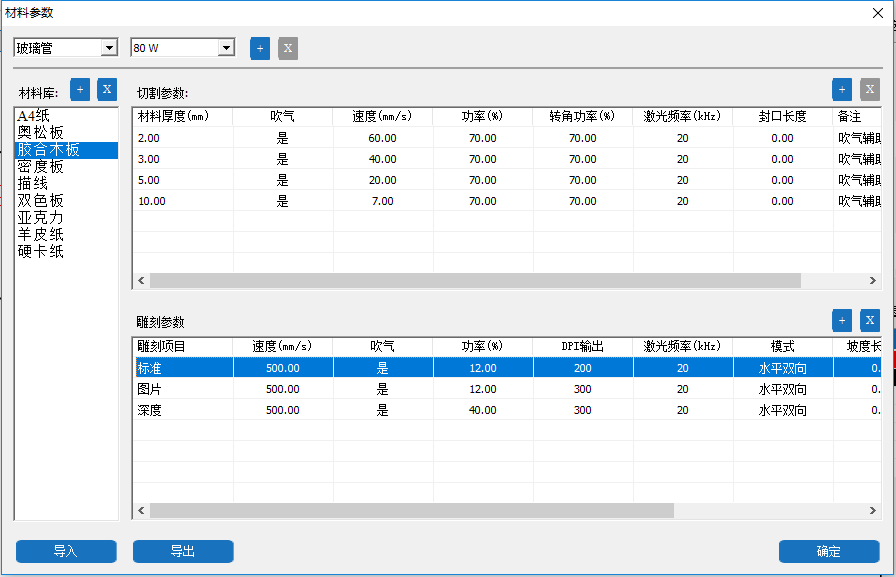 材料参数
玻璃管 80 W + X
材料库: + X
A4纸
奥松板
胶合木板
密度板
描线
双色板
亚克力
羊皮纸
硬卡纸
切割参数: + X
材料厚度(mm) 吹气 速度(mm/s) 功率(%) 转角功率(%) 激光频率(kHz) 封口长度 备注
2.00 是 60.00 70.00 70.00 20 0.00 吹气辅助
3.00 是 40.00 70.00 70.00 20 0.00 吹气辅助
5.00 是 20.00 70.00 70.00 20 0.00 吹气辅助
10.00 是 7.00 70.00 70.00 20 0.00 吹气辅助
雕刻参数 + X
雕刻项目 速度(mm/s) 吹气 功率(%) DPI输出 激光频率(kHz) 模式 坡度长
标准 500.00 是 12.00 200 20 水平双向 0.
图片 500.00 是 12.00 300 20 水平双向 0.
深度 500.00 是 40.00 300 20 水平双向 0.
导入 导出 确定